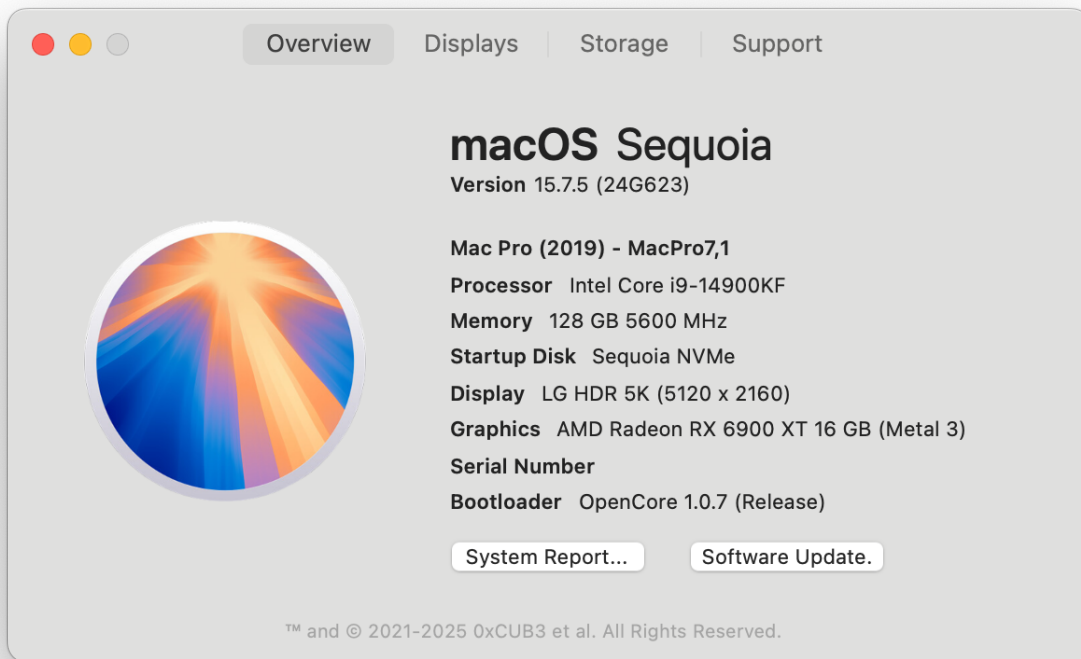 Overview Displays Storage Support
macOS Sequoia
Version 15.7.5 (24G623)
Mac Pro (2019) - MacPro7,1
Processor Intel Core i9-14900KF
Memory 128 GB 5600 MHz
Startup Disk Sequoia NVMe
Display LG HDR 5K (5120 x 2160)
Graphics AMD Radeon RX 6900 XT 16 GB (Metal 3)
Serial Number
Bootloader OpenCore 1.0.7 (Release)
System Report... Software Update.
™ and © 2021-2025 0xCUB3 et al. All Rights Reserved.